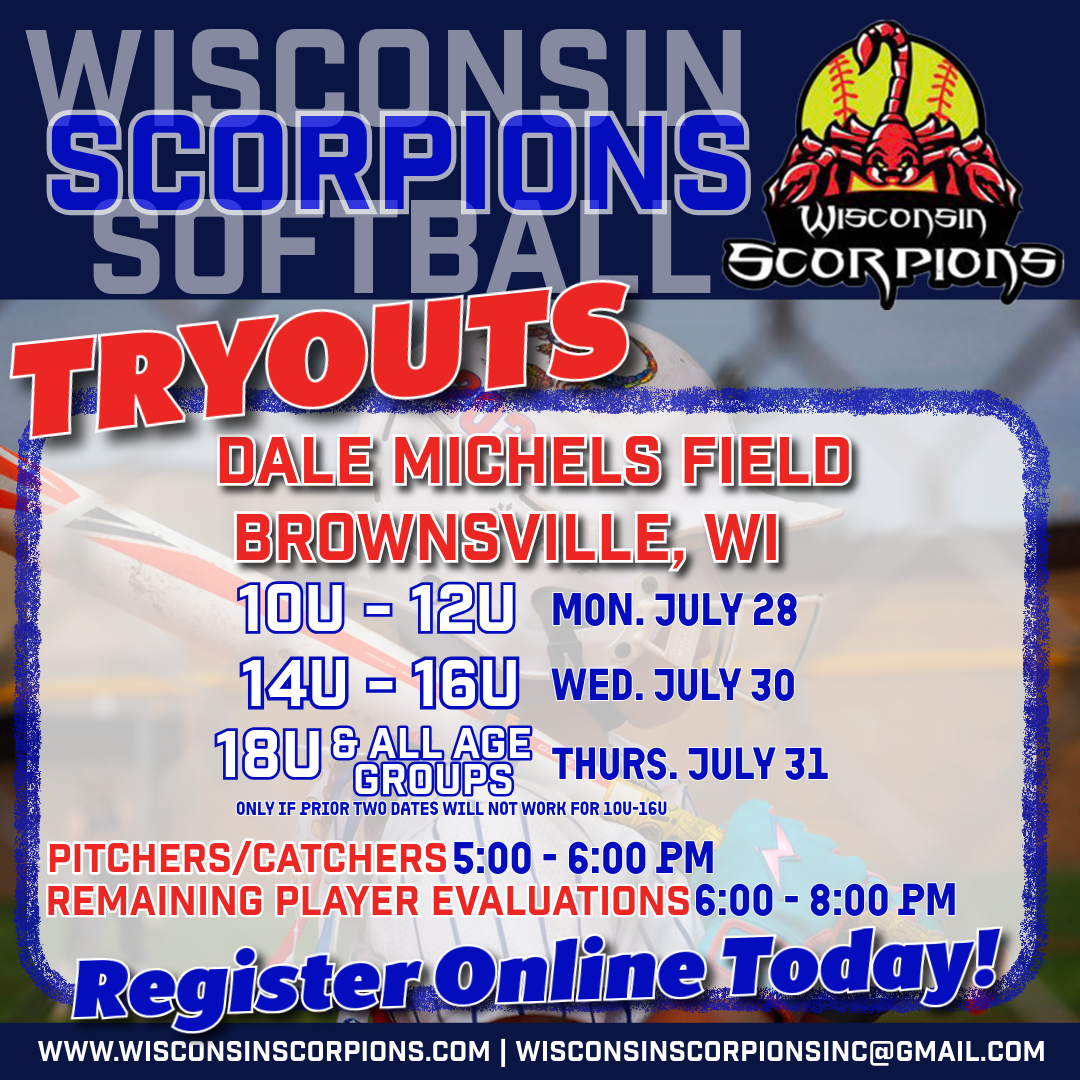 WISCONSIN
SCORPIONS
SOFTBALL
WISCONSIN
SCORPIONS
TRYOUTS
DALE MICHELS FIELD
BROWNSVILLE, WI
10U - 12U MON. JULY 28
14U - 16U WED. JULY 30
18U & ALL AGE GROUPS THURS. JULY 31
ONLY IF PRIOR TWO DATES WILL NOT WORK FOR 10U-16U
PITCHERS/CATCHERS 5:00 - 6:00 PM
REMAINING PLAYER EVALUATIONS 6:00 - 8:00 PM
Register Online Today!
WWW.WISCONSINSCORPIONS.COM | WISCONSINSCORPIONSINC@GMAIL.COM